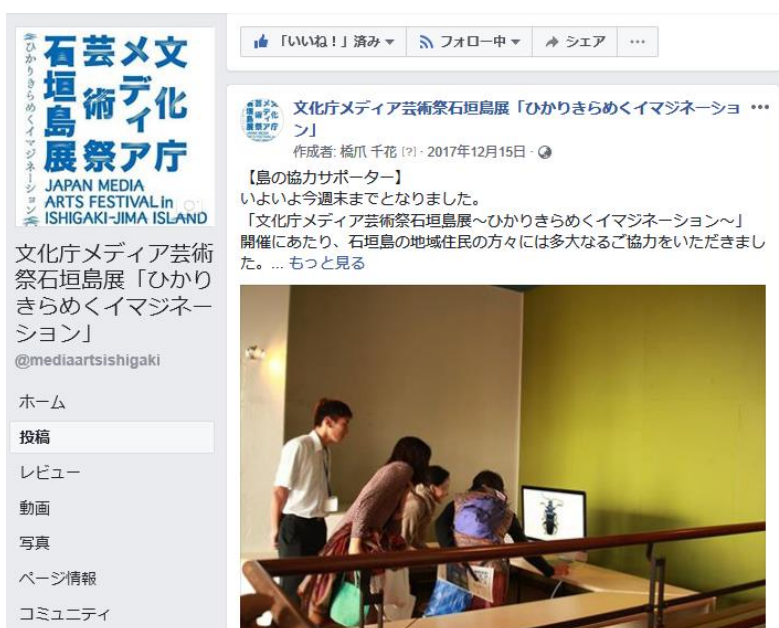 文化庁
メディア
芸術祭
石垣島展
ひかりきらめくイマジネーション
JAPAN MEDIA
ARTS FESTIVAL in
ISHIGAKI-JIMA ISLAND
文化庁メディア芸術
祭石垣島展「ひかり
きらめくイマジネー
ション」
@mediaartsishigaki
ホーム
投稿
レビュー
動画
写真
ページ情報
コミュニティ
「いいね！」済み フォロー中 シェア …
文化庁メディア芸術祭石垣島展「ひかりきらめくイマジネーショ
ン」
作成者: 橋爪 千花 [?] · 2017年12月15日 ·
【島の協力サポーター】
いよいよ今週末までとなりました。
「文化庁メディア芸術祭石垣島展～ひかりきらめくイマジネーション～」
開催にあたり、石垣島の地域住民の方々には多大なるご協力をいただきまし
た。... もっと見る